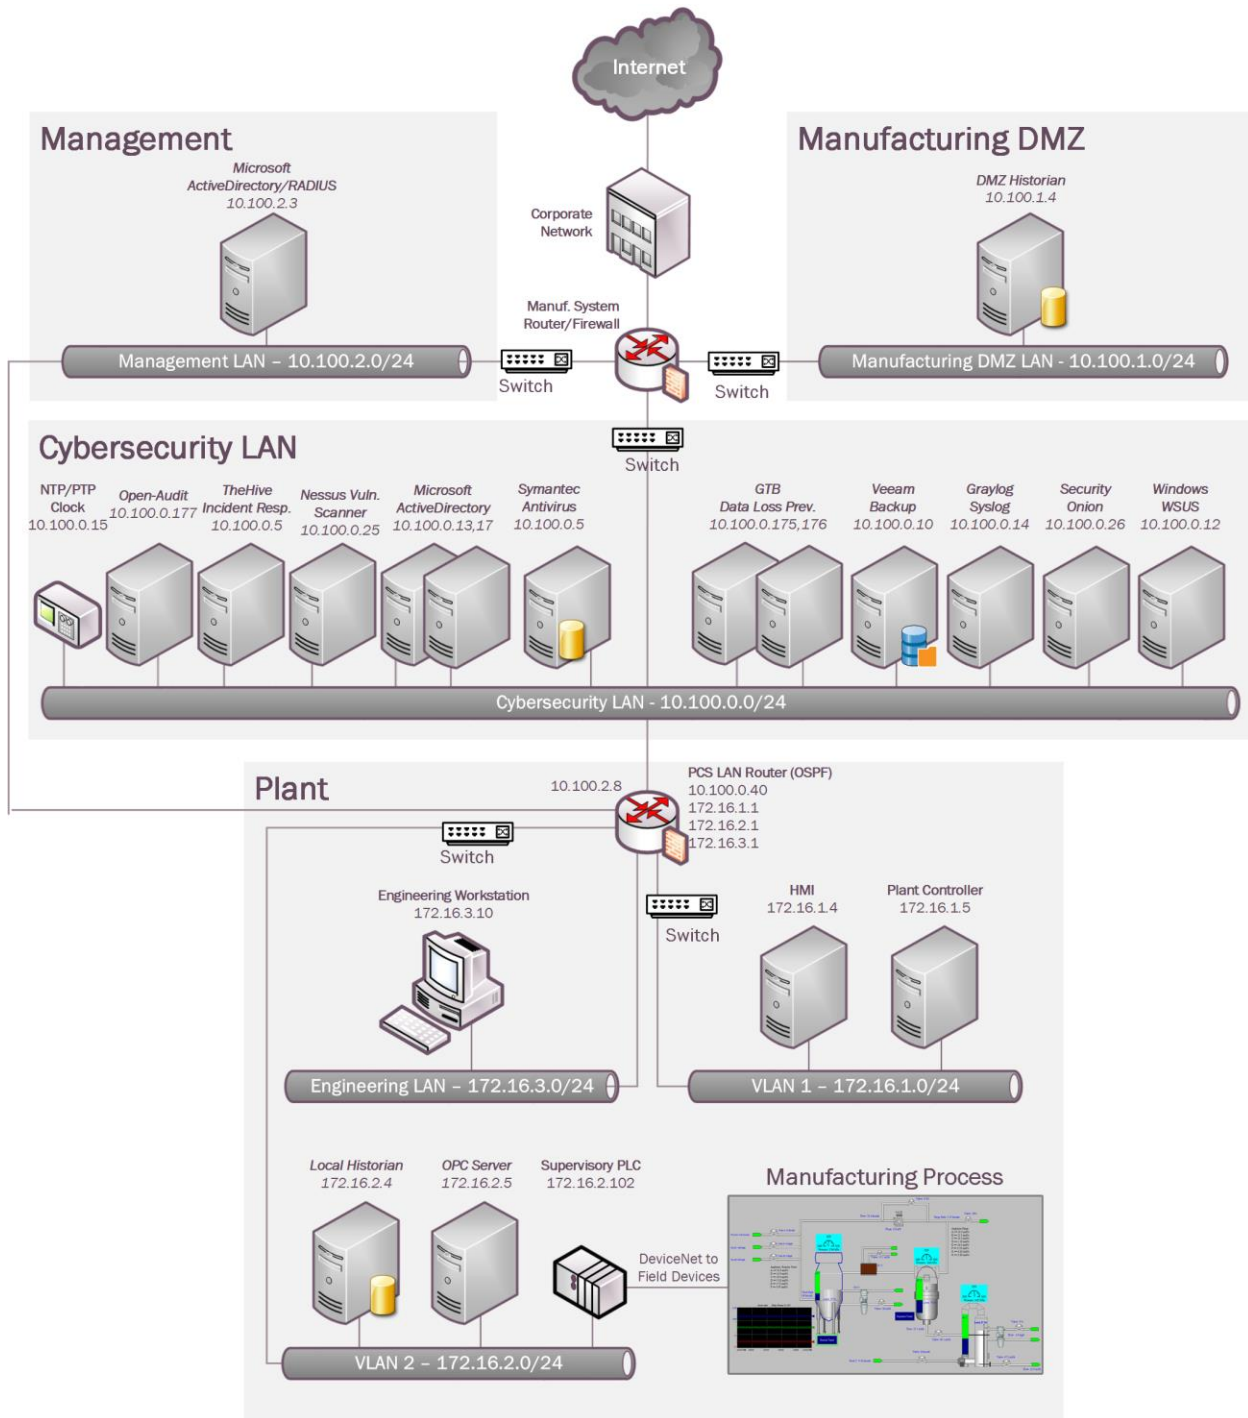 Internet
Management
Manufacturing DMZ
Microsoft
ActiveDirectory/RADIUS
10.100.2.3
Corporate
Network
DMZ Historian
10.100.1.4
Manuf. System
Router/Firewall
Management LAN – 10.100.2.0/24
Switch
Switch
Manufacturing DMZ LAN - 10.100.1.0/24
Cybersecurity LAN
Switch
NTP/PTP
Clock
10.100.0.15
Open-Audit
10.100.0.177
TheHive
Incident Resp.
10.100.0.5
Nessus Vuln.
Scanner
10.100.0.25
Microsoft
ActiveDirectory
10.100.0.13,17
Symantec
Antivirus
10.100.0.5
GTB
Data Loss Prev.
10.100.0.175,176
Veeam
Backup
10.100.0.10
Graylog
Syslog
10.100.0.14
Security
Onion
10.100.0.26
Windows
WSUS
10.100.0.12
Cybersecurity LAN - 10.100.0.0/24
Plant
10.100.2.8
PCS LAN Router (OSPF)
10.100.0.40
172.16.1.1
172.16.2.1
172.16.3.1
Switch
Engineering Workstation
172.16.3.10
Switch
HMI
172.16.1.4
Plant Controller
172.16.1.5
Engineering LAN – 172.16.3.0/24
VLAN 1 – 172.16.1.0/24
Local Historian
172.16.2.4
OPC Server
172.16.2.5
Supervisory PLC
172.16.2.102
Manufacturing Process
DeviceNet to
Field Devices
VLAN 2 – 172.16.2.0/24